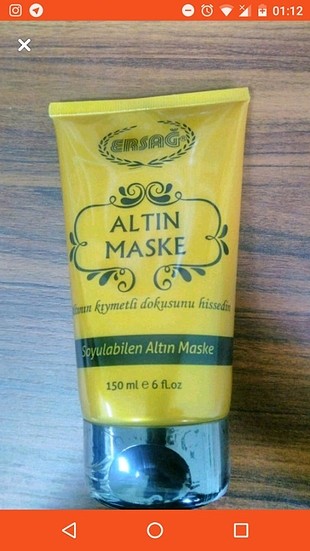 01:12
ERSAĞ
ALTIN
MASKE
kıymetli dokusunu hissedin
Soyulabilen Altın Maske
150 ml e 6 fl.oz